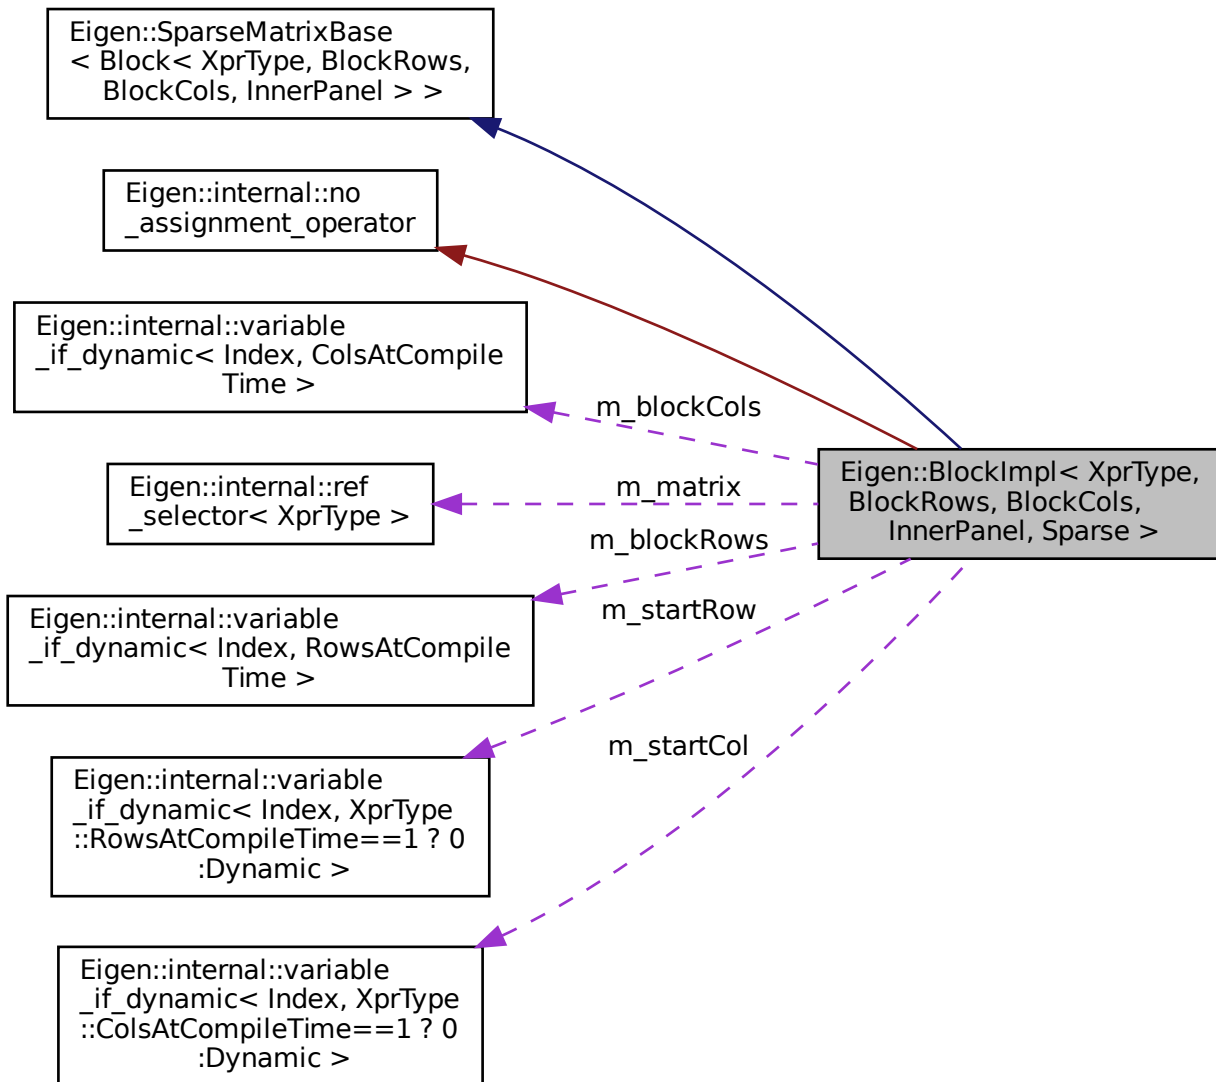 Eigen::SparseMatrixBase
< Block< XprType, BlockRows,
BlockCols, InnerPanel > >
Eigen::internal::no
_assignment_operator
Eigen::internal::variable
_if_dynamic< Index, ColsAtCompile
Time >
m_blockCols
Eigen::internal::ref
_selector< XprType >
m_matrix
Eigen::BlockImpl< XprType,
BlockRows, BlockCols,
InnerPanel, Sparse >
m_blockRows
Eigen::internal::variable
_if_dynamic< Index, RowsAtCompile
Time >
m_startRow
Eigen::internal::variable
_if_dynamic< Index, XprType
::RowsAtCompileTime==1 ? 0
:Dynamic >
m_startCol
Eigen::internal::variable
_if_dynamic< Index, XprType
::ColsAtCompileTime==1 ? 0
:Dynamic >